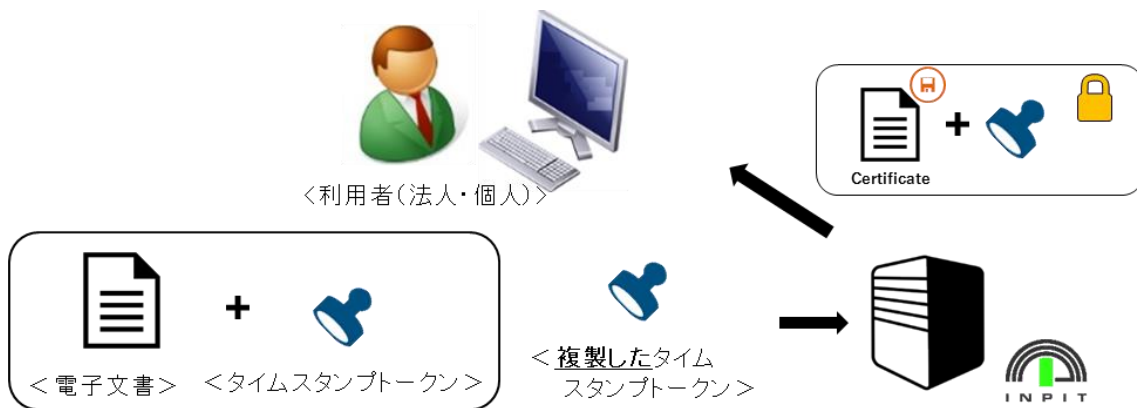 <利用者(法人・個人)>
Certificate
<電子文書>
<タイムスタンプトークン>
<複製したタイム
スタンプトークン>
INPIT